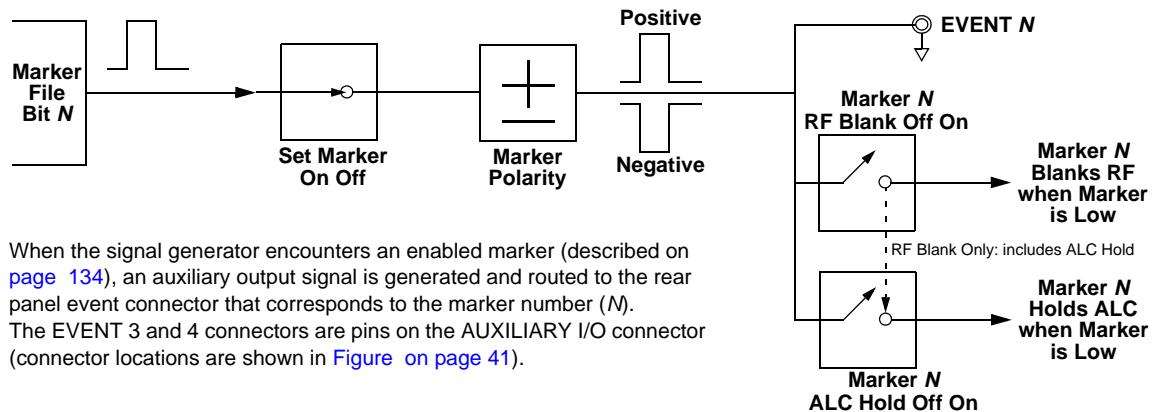 Marker
File
Bit N
Set Marker
On Off
Marker
Polarity
Positive
Negative
EVENT N
Marker N
RF Blank Off On
Marker N
Blanks RF
when Marker
is Low
RF Blank Only: includes ALC Hold
Marker N
Holds ALC
when Marker
is Low
Marker N
ALC Hold Off On
When the signal generator encounters an enabled marker (described on
page 134), an auxiliary output signal is generated and routed to the rear
panel event connector that corresponds to the marker number (N).
The EVENT 3 and 4 connectors are pins on the AUXILIARY I/O connector
(connector locations are shown in Figure on page 41).